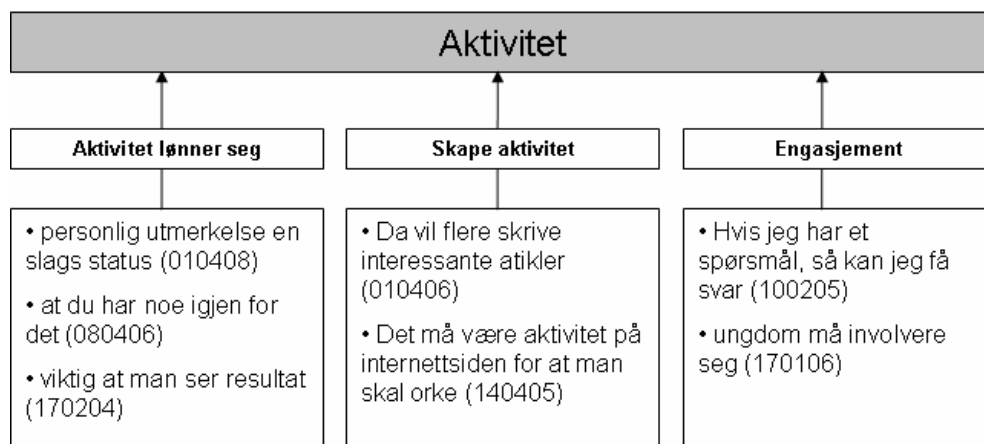 Aktivitet
Aktivitet lønner seg
Skape aktivitet
Engasjement
• personlig utmerkelse en
slags status (010408)
• at du har noe igjen for
det (080406)
• viktig at man ser resultat
(170204)
• Da vil flere skrive
interessante atikler
(010406)
• Det må være aktivitet på
internettsiden for at man
skal orke (140405)
• Hvis jeg har et
spørsmål, så kan jeg få
svar (100205)
• ungdom må involvere
seg (170106)